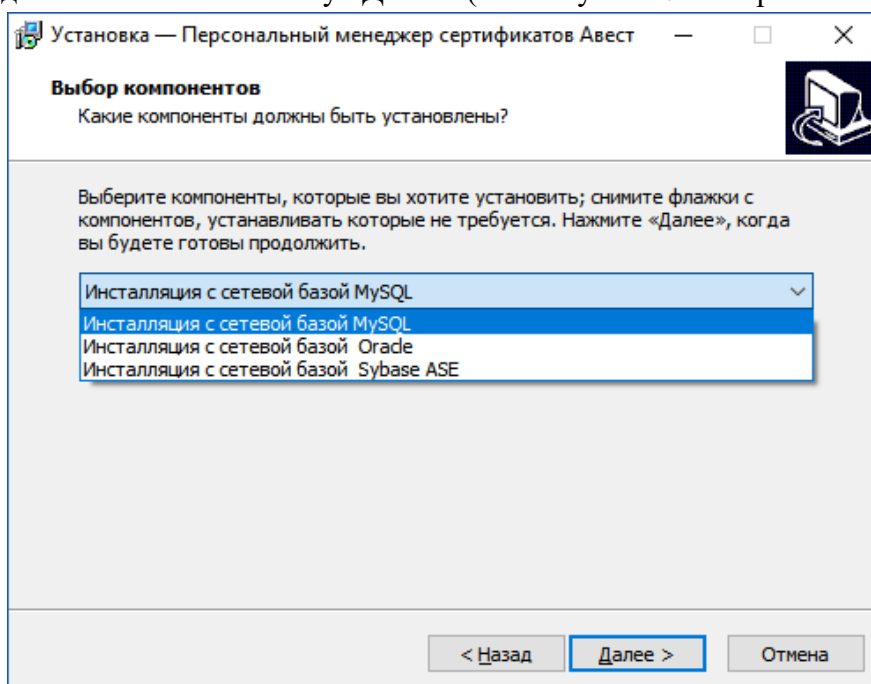 Установка — Персональный менеджер сертификатов Авест
Выбор компонентов
Какие компоненты должны быть установлены?
Выберите компоненты, которые вы хотите установить; снимите флажки с
компонентов, устанавливать которые не требуется. Нажмите «Далее», когда
вы будете готовы продолжить.
Инсталляция с сетевой базой MySQL
Инсталляция с сетевой базой MySQL
Инсталляция с сетевой базой Oracle
Инсталляция с сетевой базой Sybase ASE
< Назад
Далее >
Отмена